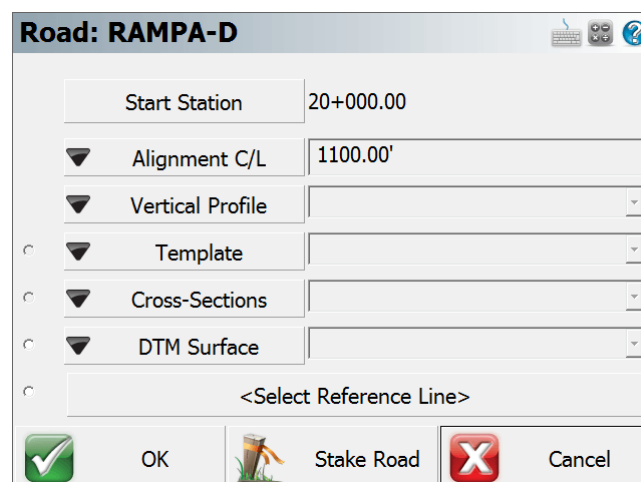 Road: RAMPA-D
Start Station 20+000.00
Alignment C/L 1100.00'
Vertical Profile
Template
Cross-Sections
DTM Surface
<Select Reference Line>
OK Stake Road Cancel